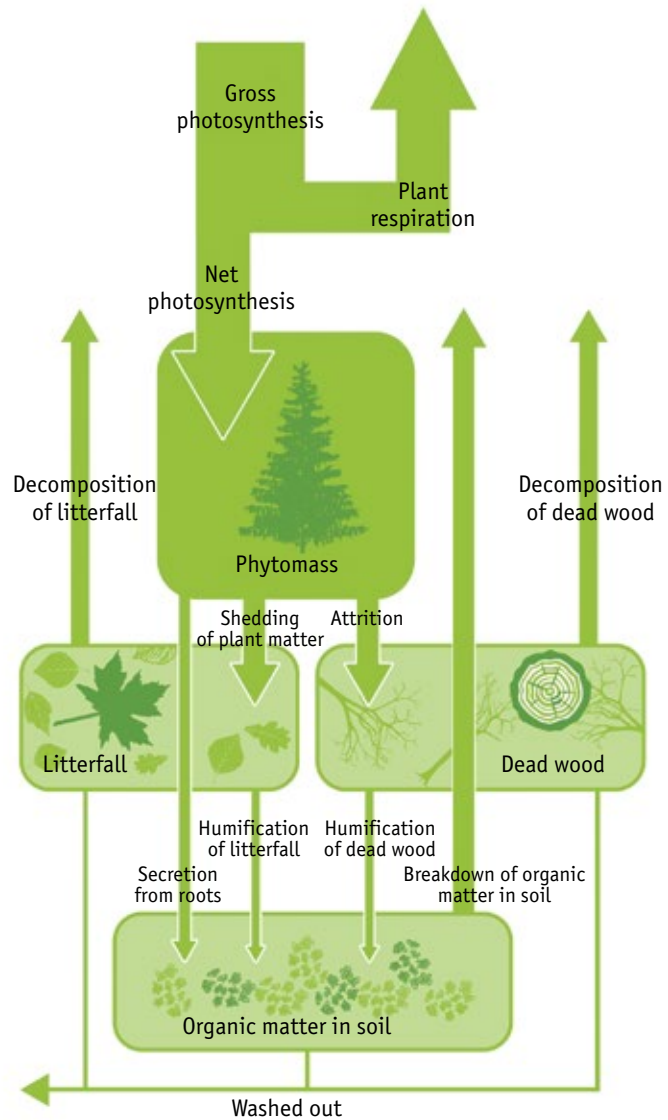 Gross
photosynthesis
Plant
respiration
Net
photosynthesis
Decomposition
of litterfall
Decomposition
of dead wood
Phytomass
Shedding
of plant matter
Attrition
Litterfall
Dead wood
Humification
of litterfall
Humification
of dead wood
Secretion
from roots
Breakdown of organic
matter in soil
Organic matter in soil
Washed out